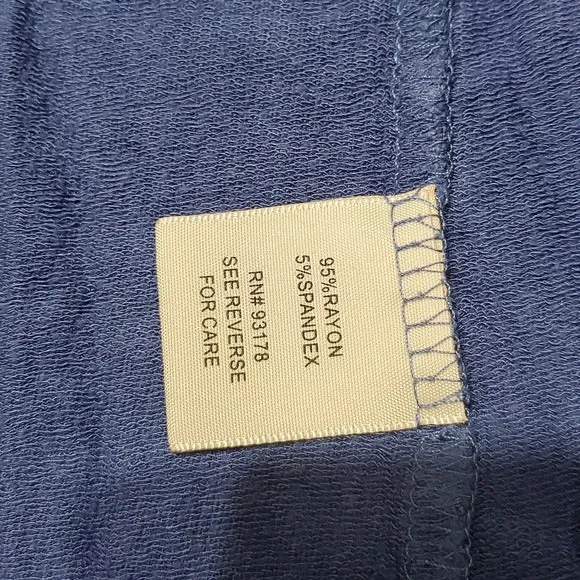 95%RAYON
5%SPANDEX
RN# 93178
SEE REVERSE
FOR CARE